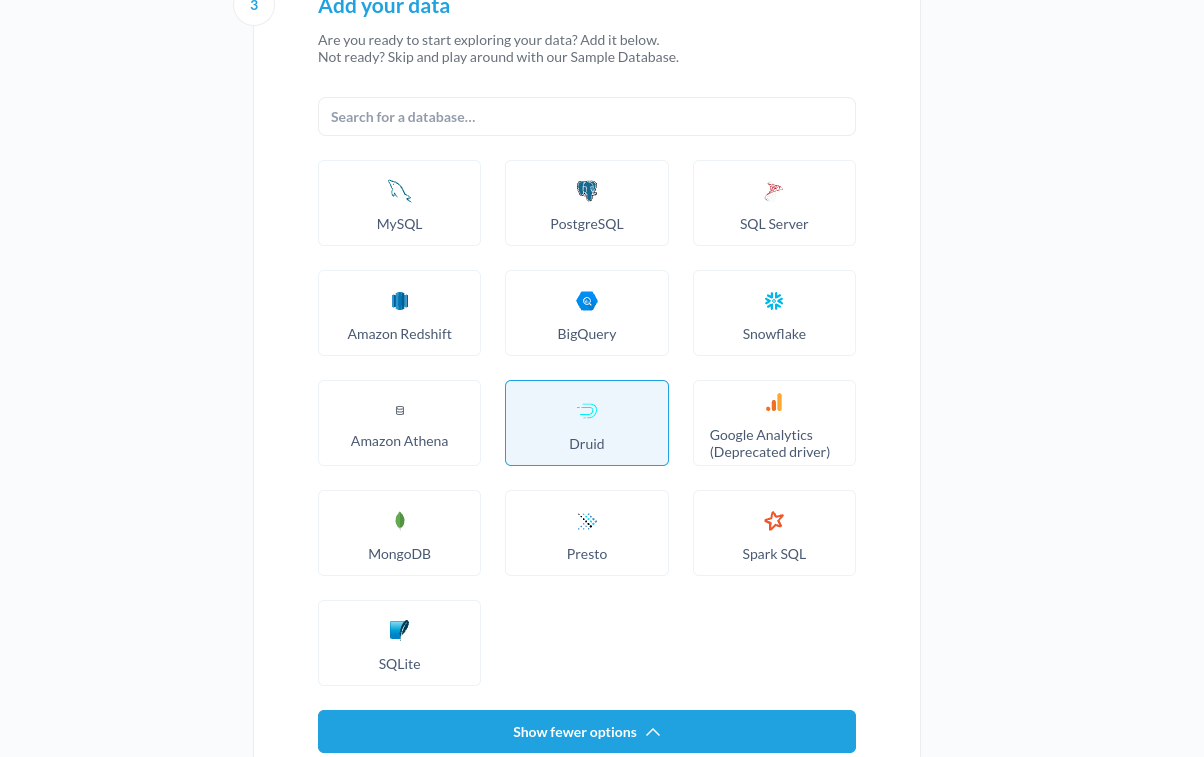 3
Add your data
Are you ready to start exploring your data? Add it below.
Not ready? Skip and play around with our Sample Database.
Search for a database...
MySQL
PostgreSQL
SQL Server
Amazon Redshift
BigQuery
Snowflake
Amazon Athena
Druid
Google Analytics
(Deprecated driver)
MongoDB
Presto
Spark SQL
SQLite
Show fewer options